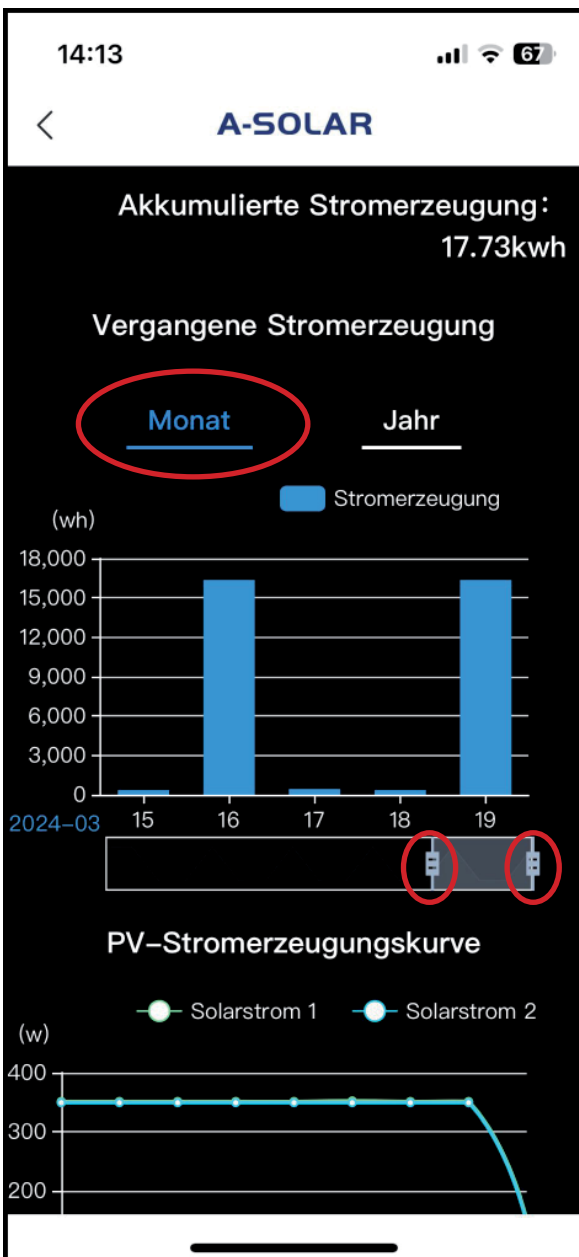 14:13
67
A-SOLAR
Akkumulierte Stromerzeugung:
17.73kwh
Vergangene Stromerzeugung
Monat Jahr
Stromerzeugung
(wh)
18,000
15,000
12,000
9,000
6,000
3,000
0
2024-03 15 16 17 18 19
PV-Stromerzeugungskurve
Solarstrom 1 Solarstrom 2
(w)
400
300
200